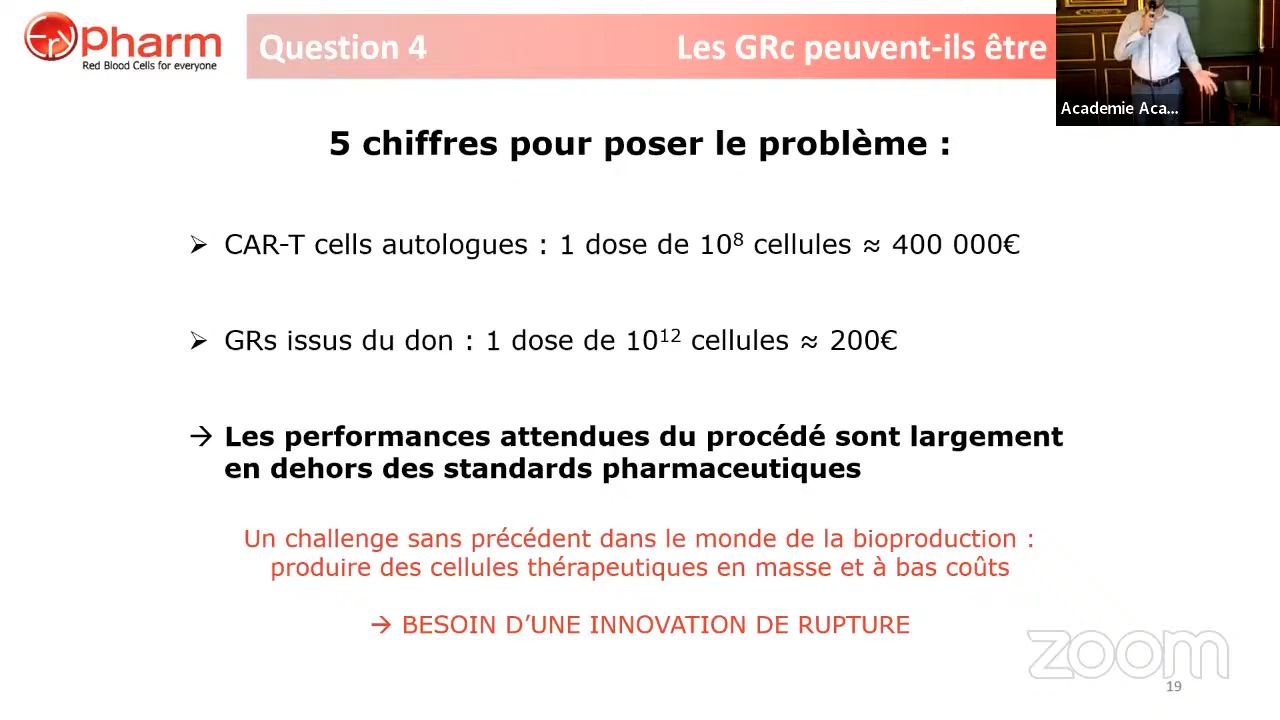 EryPharm
Red Blood Cells for everyone
Question 4
Les GRc peuvent-ils être
Academie Aca...
5 chiffres pour poser le problème :
➢ CAR-T cells autologues : 1 dose de 10⁸ cellules ≈ 400 000€
➢ GRs issus du don : 1 dose de 10¹² cellules ≈ 200€
→ Les performances attendues du procédé sont largement
en dehors des standards pharmaceutiques
Un challenge sans précédent dans le monde de la bioproduction :
produire des cellules thérapeutiques en masse et à bas coûts
→ BESOIN D’UNE INNOVATION DE RUPTURE
zoom
19